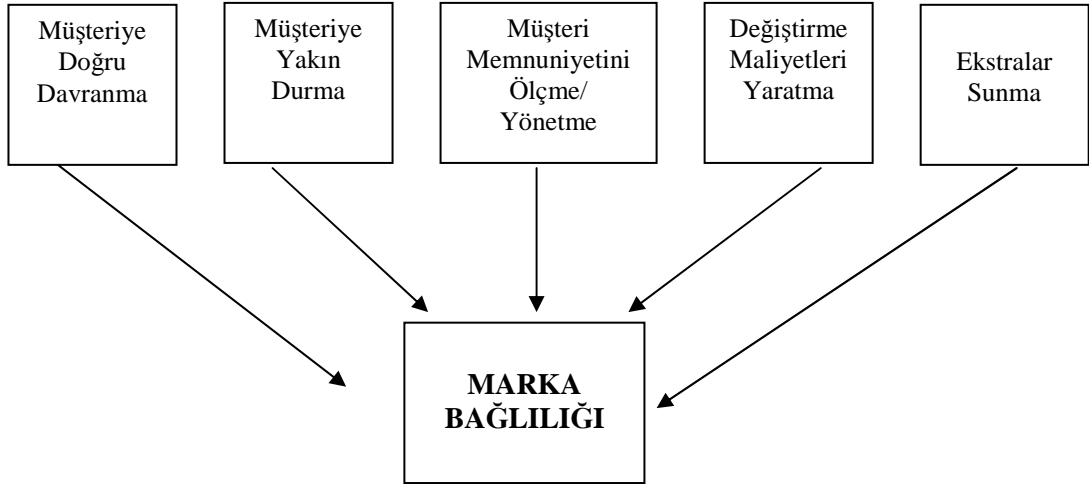 Müşteriye
Doğru
Davranma
Müşteriye
Yakın
Durma
Müşteri
Memnuniyetini
Ölçme/
Yönetme
Değiştirme
Maliyetleri
Yaratma
Ekstralar
Sunma
MARKA
BAĞLILIĞI